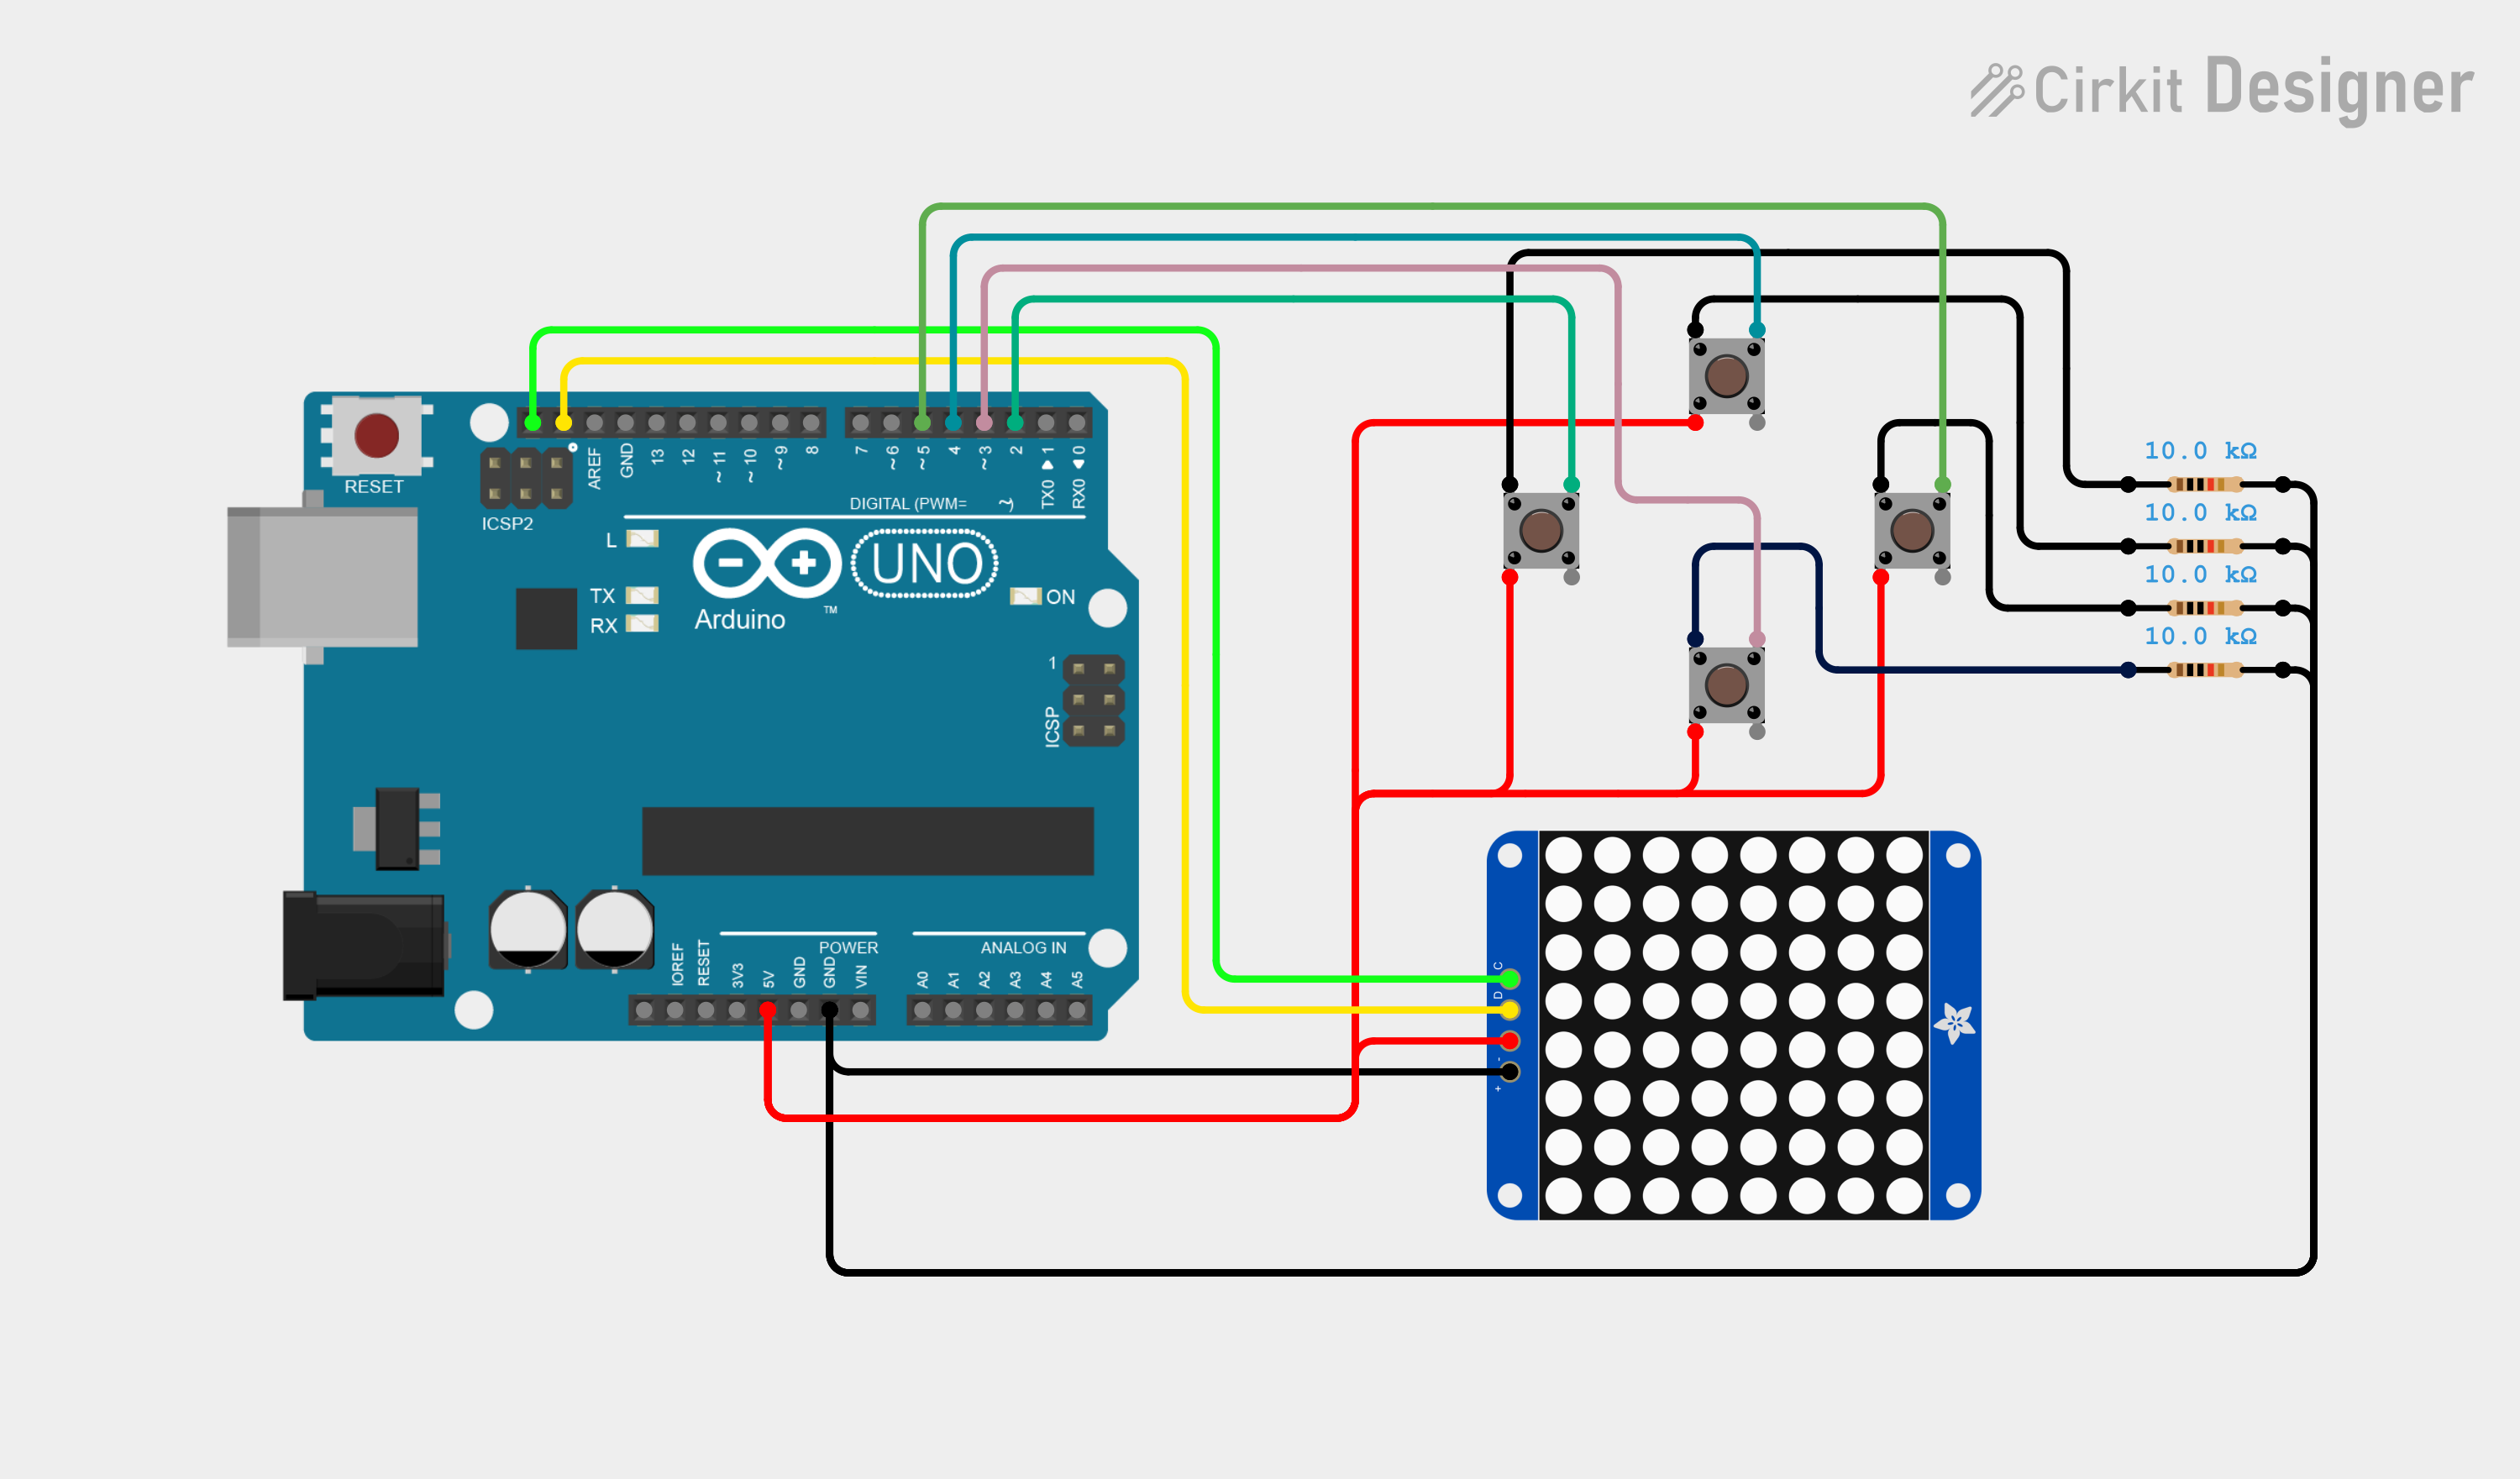 Cirkit Designer
10.0 kΩ
10.0 kΩ
10.0 kΩ
10.0 kΩ
RESET
ICSP2
AREF
GND
13
12
~ 11
~ 10
~ 9
8
7
~ 6
~ 5
4
~ 3
2
TX0 ▶ 1
RX0 ◀ 0
DIGITAL (PWM= ~)
L
TX
RX
UNO
Arduino
™
ON
1
ICSP
IOREF
RESET
3V3
5V
GND
GND
VIN
POWER
ANALOG IN
A0
A1
A2
A3
A4
A5
C
D
-
+